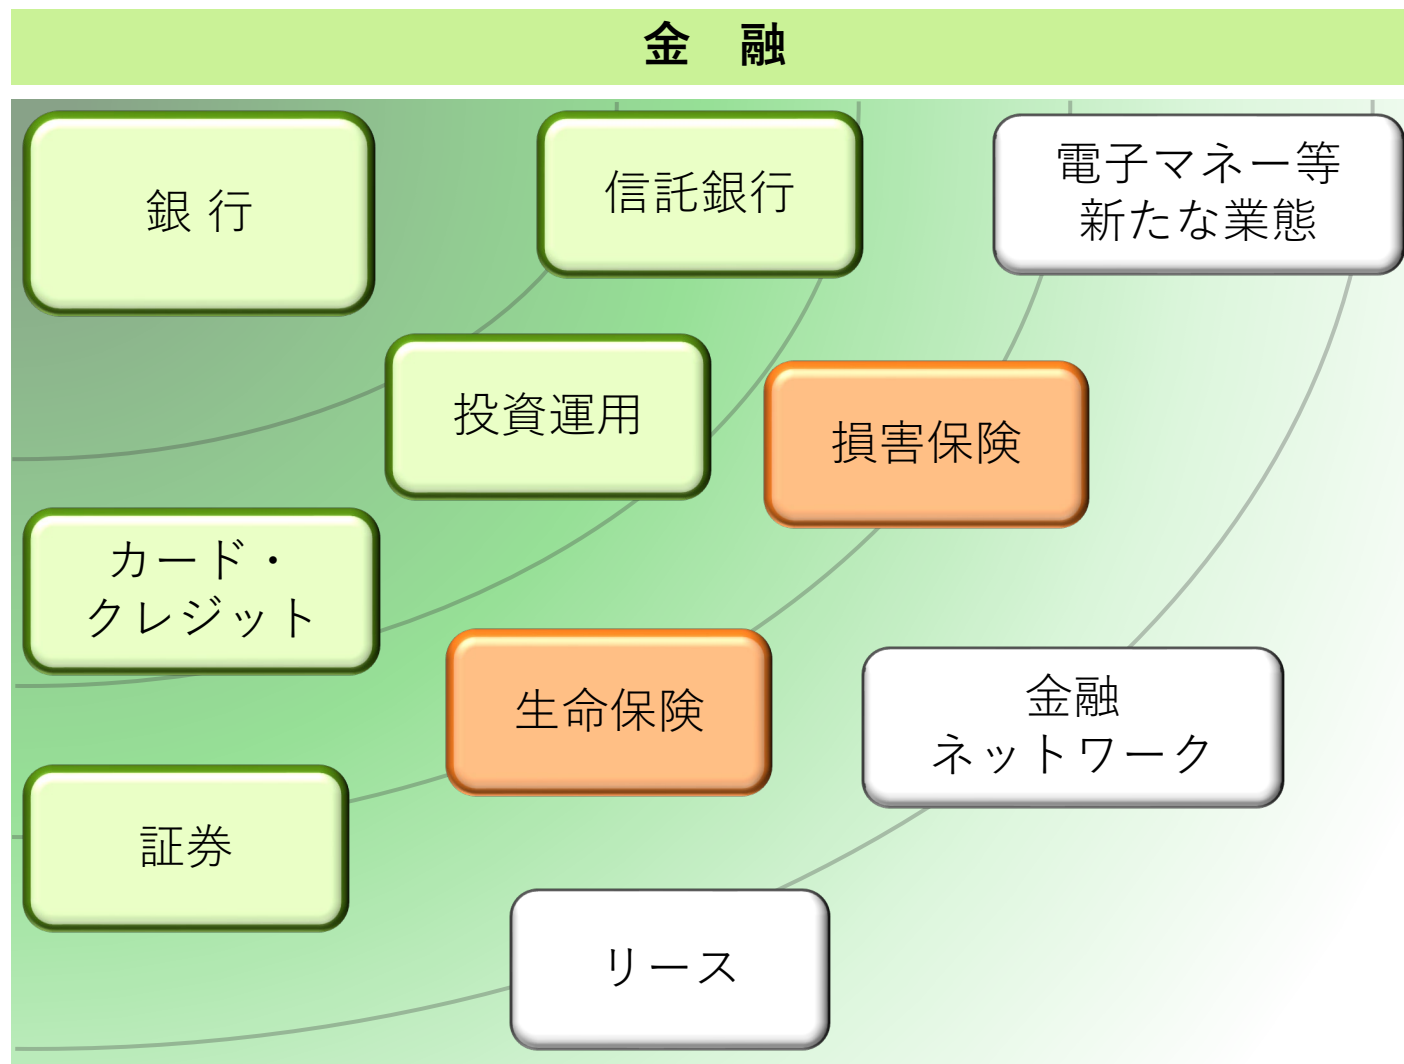 金　融
銀 行
信託銀行
電子マネー等
新たな業態
投資運用
損害保険
カード・
クレジット
生命保険
金融
ネットワーク
証券
リース